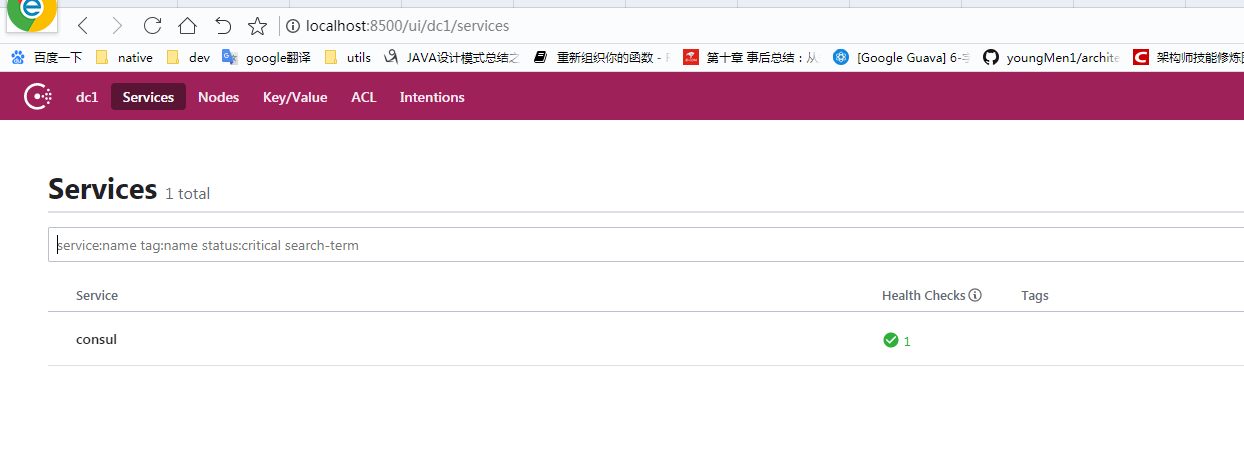 localhost:8500/ui/dc1/services
百度一下 native dev google翻译 utils JAVA设计模式总结之 重新组织你的函数 - 第十章 事后总结：从 [Google Guava] 6- youngMen1/archite 架构师技能修炼
dc1 Services Nodes Key/Value ACL Intentions
Services 1 total
service:name tag:name status:critical search-term
Service Health Checks Tags
consul 1